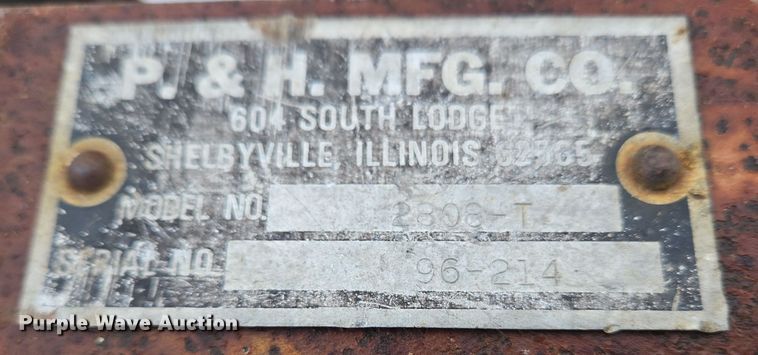 P. & H. MFG. CO.
604 SOUTH LODGE
SHELBYVILLE, ILLINOIS 62565
MODEL NO. 2808-T
SERIAL NO. 96-214
Purple Wave Auction